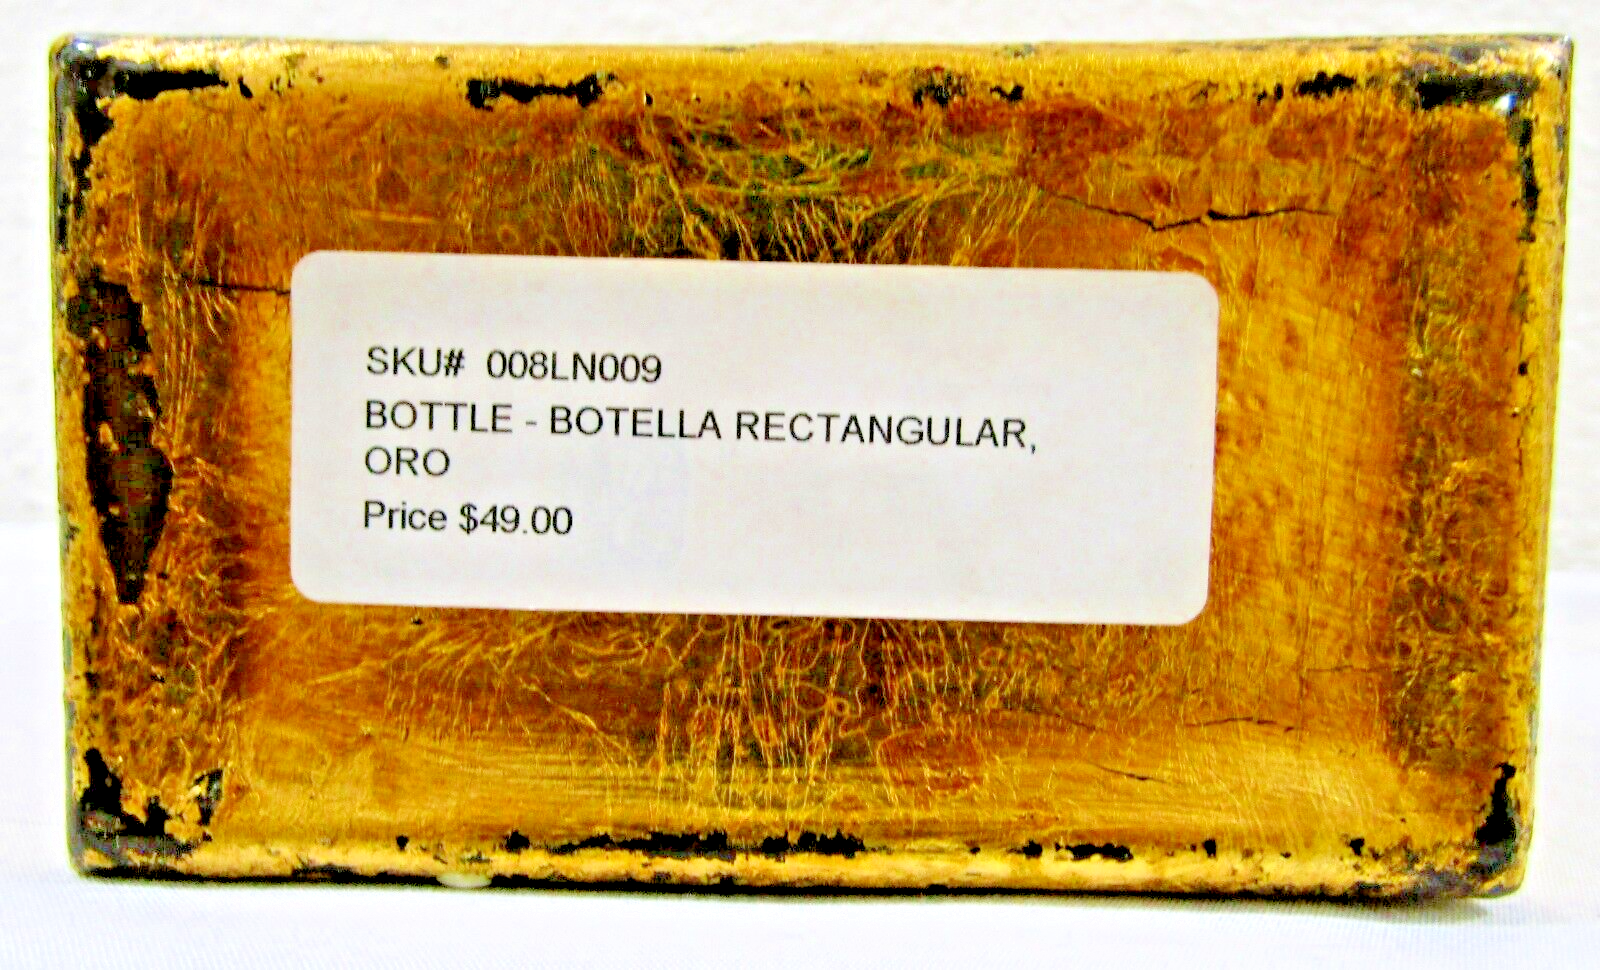 SKU# 008LN009
BOTTLE - BOTELLA RECTANGULAR,
ORO
Price $49.00